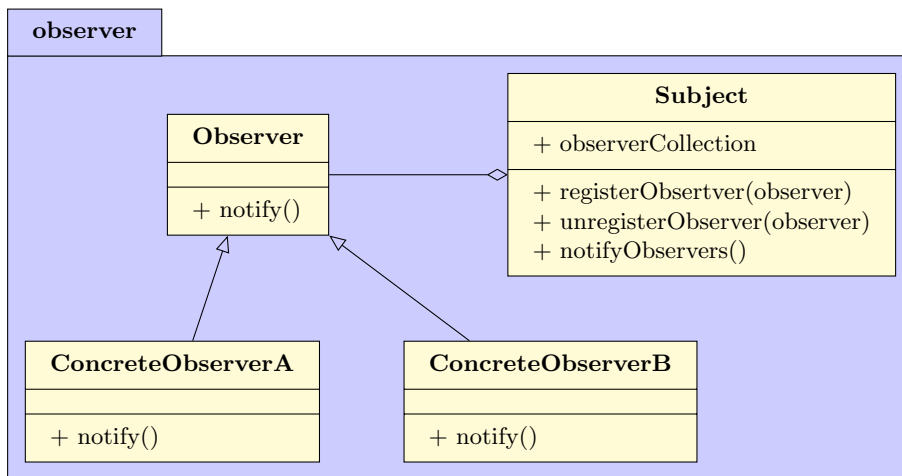 observer
Observer
+ notify()
Subject
+ observerCollection
+ registerObsertver(observer)
+ unregisterObserver(observer)
+ notifyObservers()
ConcreteObserverA
+ notify()
ConcreteObserverB
+ notify()